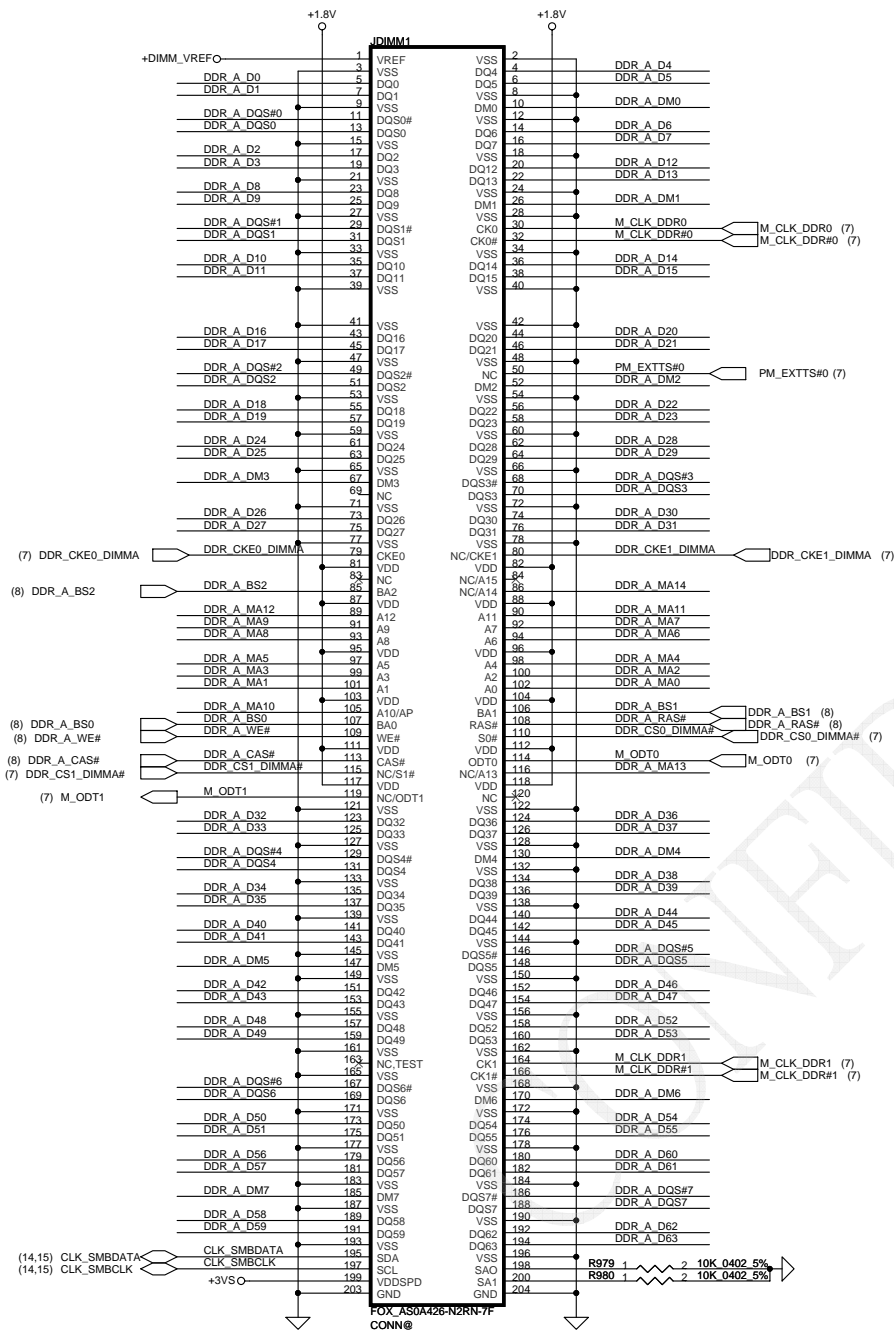 +1.8V +1.8V
JDIMM1
+DIMM_VREF 1 VREF VSS 2
3 VSS DQ4 4 DDR_A_D4
DDR_A_D0 5 DQ0 DQ5 6 DDR_A_D5
DDR_A_D1 7 DQ1 VSS 8
9 VSS DM0 10 DDR_A_DM0
DDR_A_DQS#0 11 DQS0# VSS 12
DDR_A_DQS0 13 DQS0 DQ6 14 DDR_A_D6
15 VSS DQ7 16 DDR_A_D7
DDR_A_D2 17 DQ2 VSS 18
DDR_A_D3 19 DQ3 DQ12 20 DDR_A_D12
21 VSS DQ13 22 DDR_A_D13
DDR_A_D8 23 DQ8 VSS 24
DDR_A_D9 25 DQ9 DM1 26 DDR_A_DM1
27 VSS VSS 28
DDR_A_DQS#1 29 DQS1# CK0 30 M_CLK_DDR0 M_CLK_DDR0 (7)
DDR_A_DQS1 31 DQS1 CK0# 32 M_CLK_DDR#0 M_CLK_DDR#0 (7)
33 VSS VSS 34
DDR_A_D10 35 DQ10 DQ14 36 DDR_A_D14
DDR_A_D11 37 DQ11 DQ15 38 DDR_A_D15
39 VSS VSS 40
41 VSS VSS 42
DDR_A_D16 43 DQ16 DQ20 44 DDR_A_D20
DDR_A_D17 45 DQ17 DQ21 46 DDR_A_D21
47 VSS VSS 48
DDR_A_DQS#2 49 DQS2# NC 50 PM_EXTTS#0 PM_EXTTS#0 (7)
DDR_A_DQS2 51 DQS2 DM2 52 DDR_A_DM2
53 VSS VSS 54
DDR_A_D18 55 DQ18 DQ22 56 DDR_A_D22
DDR_A_D19 57 DQ19 DQ23 58 DDR_A_D23
59 VSS VSS 60
DDR_A_D24 61 DQ24 DQ28 62 DDR_A_D28
DDR_A_D25 63 DQ25 DQ29 64 DDR_A_D29
65 VSS VSS 66
DDR_A_DM3 67 DM3 DQS3# 68 DDR_A_DQS#3
69 NC DQS3 70 DDR_A_DQS3
71 VSS VSS 72
DDR_A_D26 73 DQ26 DQ30 74 DDR_A_D30
DDR_A_D27 75 DQ27 DQ31 76 DDR_A_D31
77 VSS VSS 78
(7) DDR_CKE0_DIMMA DDR_CKE0_DIMMA 79 CKE0 NC/CKE1 80 DDR_CKE1_DIMMA DDR_CKE1_DIMMA (7)
81 VDD VDD 82
83 NC NC/A15 84
(8) DDR_A_BS2 DDR_A_BS2 85 BA2 NC/A14 86 DDR_A_MA14
87 VDD VDD 88
DDR_A_MA12 89 A12 A11 90 DDR_A_MA11
DDR_A_MA9 91 A9 A7 92 DDR_A_MA7
DDR_A_MA8 93 A8 A6 94 DDR_A_MA6
95 VDD VDD 96
DDR_A_MA5 97 A5 A4 98 DDR_A_MA4
DDR_A_MA3 99 A3 A2 100 DDR_A_MA2
DDR_A_MA1 101 A1 A0 102 DDR_A_MA0
103 VDD VDD 104
DDR_A_MA10 105 A10/AP BA1 106 DDR_A_BS1 DDR_A_BS1 (8)
(8) DDR_A_BS0 DDR_A_BS0 107 BA0 RAS# 108 DDR_A_RAS# DDR_A_RAS# (8)
(8) DDR_A_WE# DDR_A_WE# 109 WE# S0# 110 DDR_CS0_DIMMA# DDR_CS0_DIMMA# (7)
111 VDD VDD 112
(8) DDR_A_CAS# DDR_A_CAS# 113 CAS# ODT0 114 M_ODT0 M_ODT0 (7)
(7) DDR_CS1_DIMMA# DDR_CS1_DIMMA# 115 NC/S1# NC/A13 116 DDR_A_MA13
117 VDD VDD 118
(7) M_ODT1 M_ODT1 119 NC/ODT1 NC 120
121 VSS VSS 122
DDR_A_D32 123 DQ32 DQ36 124 DDR_A_D36
DDR_A_D33 125 DQ33 DQ37 126 DDR_A_D37
127 VSS VSS 128
DDR_A_DQS#4 129 DQS4# DM4 130 DDR_A_DM4
DDR_A_DQS4 131 DQS4 VSS 132
133 VSS DQ38 134 DDR_A_D38
DDR_A_D34 135 DQ34 DQ39 136 DDR_A_D39
DDR_A_D35 137 DQ35 VSS 138
139 VSS DQ44 140 DDR_A_D44
DDR_A_D40 141 DQ40 DQ45 142 DDR_A_D45
DDR_A_D41 143 DQ41 VSS 144
145 VSS DQS5# 146 DDR_A_DQS#5
DDR_A_DM5 147 DM5 DQS5 148 DDR_A_DQS5
149 VSS VSS 150
DDR_A_D42 151 DQ42 DQ46 152 DDR_A_D46
DDR_A_D43 153 DQ43 DQ47 154 DDR_A_D47
155 VSS VSS 156
DDR_A_D48 157 DQ48 DQ52 158 DDR_A_D52
DDR_A_D49 159 DQ49 DQ53 160 DDR_A_D53
161 VSS VSS 162
163 NC,TEST CK1 164 M_CLK_DDR1 M_CLK_DDR1 (7)
165 VSS CK1# 166 M_CLK_DDR#1 M_CLK_DDR#1 (7)
DDR_A_DQS#6 167 DQS6# VSS 168
DDR_A_DQS6 169 DQS6 DM6 170 DDR_A_DM6
171 VSS VSS 172
DDR_A_D50 173 DQ50 DQ54 174 DDR_A_D54
DDR_A_D51 175 DQ51 DQ55 176 DDR_A_D55
177 VSS VSS 178
DDR_A_D56 179 DQ56 DQ60 180 DDR_A_D60
DDR_A_D57 181 DQ57 DQ61 182 DDR_A_D61
183 VSS VSS 184
DDR_A_DM7 185 DM7 DQS7# 186 DDR_A_DQS#7
187 VSS DQS7 188 DDR_A_DQS7
DDR_A_D58 189 DQ58 VSS 190
DDR_A_D59 191 DQ59 DQ62 192 DDR_A_D62
193 VSS DQ63 194 DDR_A_D63
(14,15) CLK_SMBDATA CLK_SMBDATA 195 SDA VSS 196
(14,15) CLK_SMBCLK CLK_SMBCLK 197 SCL SAO 198 R979 1 2 10K_0402_5%
+3VS 199 VDDSPD SA1 200 R980 1 2 10K_0402_5%
203 GND GND 204
FOX_AS0A426-N2RN-7F
CONN@